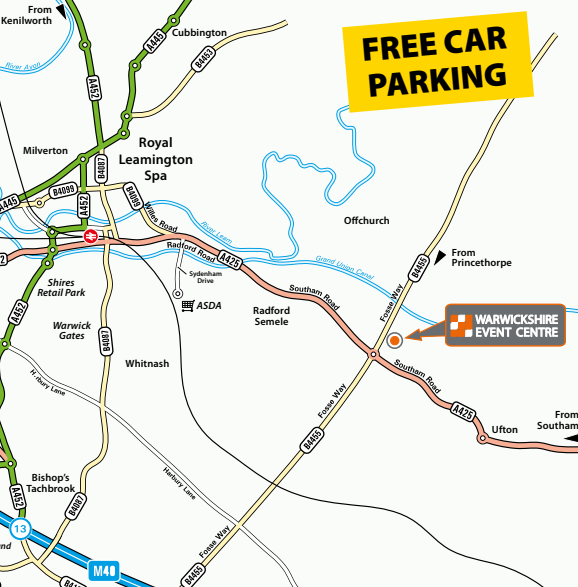 From
Kenilworth
Cubbington
A445
B4453
FREE CAR
PARKING
River Avon
A452
Milverton
Royal
Leamington
Spa
B4087
B4099
B4099
A445
A452
Willes Road
River Leam
Offchurch
Radford Road
A425
Grand Union Canal
B4455
From
Princethorpe
Sydenham
Drive
Shires
Retail Park
ASDA
Southam Road
Fosse Way
A452
Radford
Semele
WARWICKSHIRE
EVENT CENTRE
Warwick
Gates
B4087
Whitnash
Southam Road
Harbury Lane
Fosse Way
A425
From
Southam
Ufton
B4455
Bishop's
Tachbrook
Harbury Lane
A452
B4087
13
Fosse Way
M40
B4455